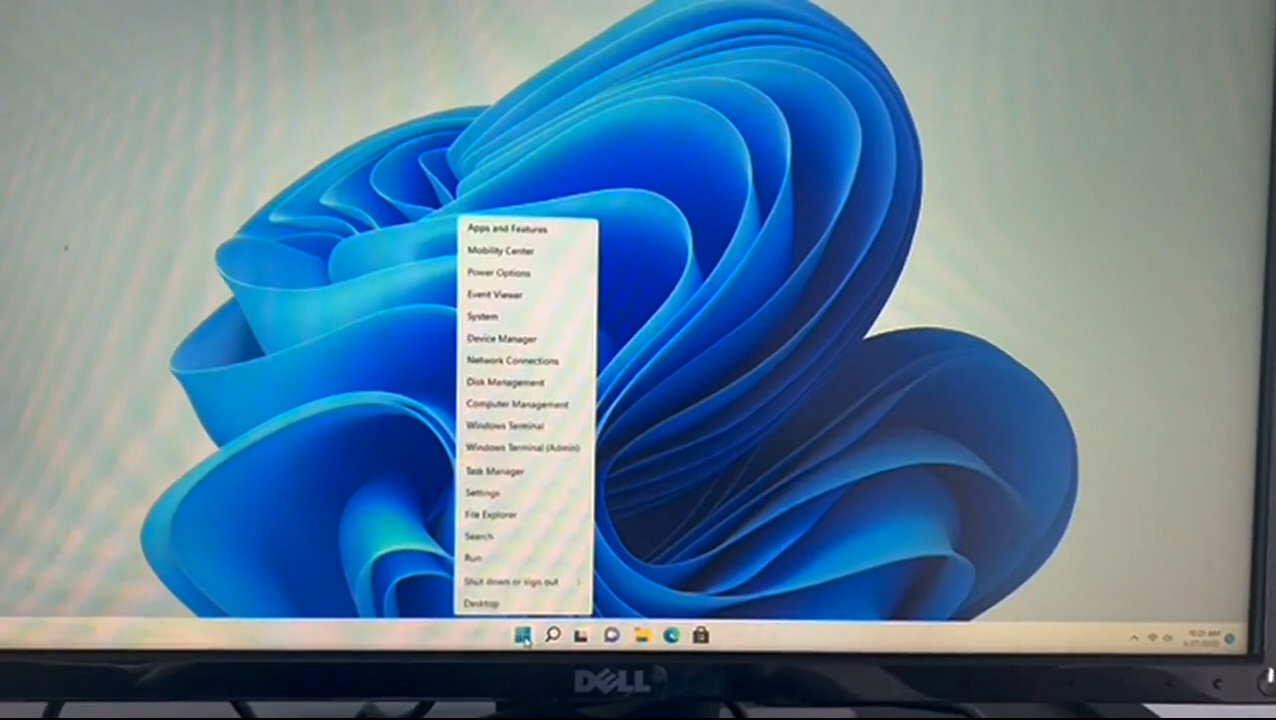 Apps and Features
Mobility Center
Power Options
Event Viewer
System
Device Manager
Network Connections
Disk Management
Computer Management
Windows Terminal
Windows Terminal (Admin)
Task Manager
Settings
File Explorer
Search
Run
Shut down or sign out
Desktop
DELL